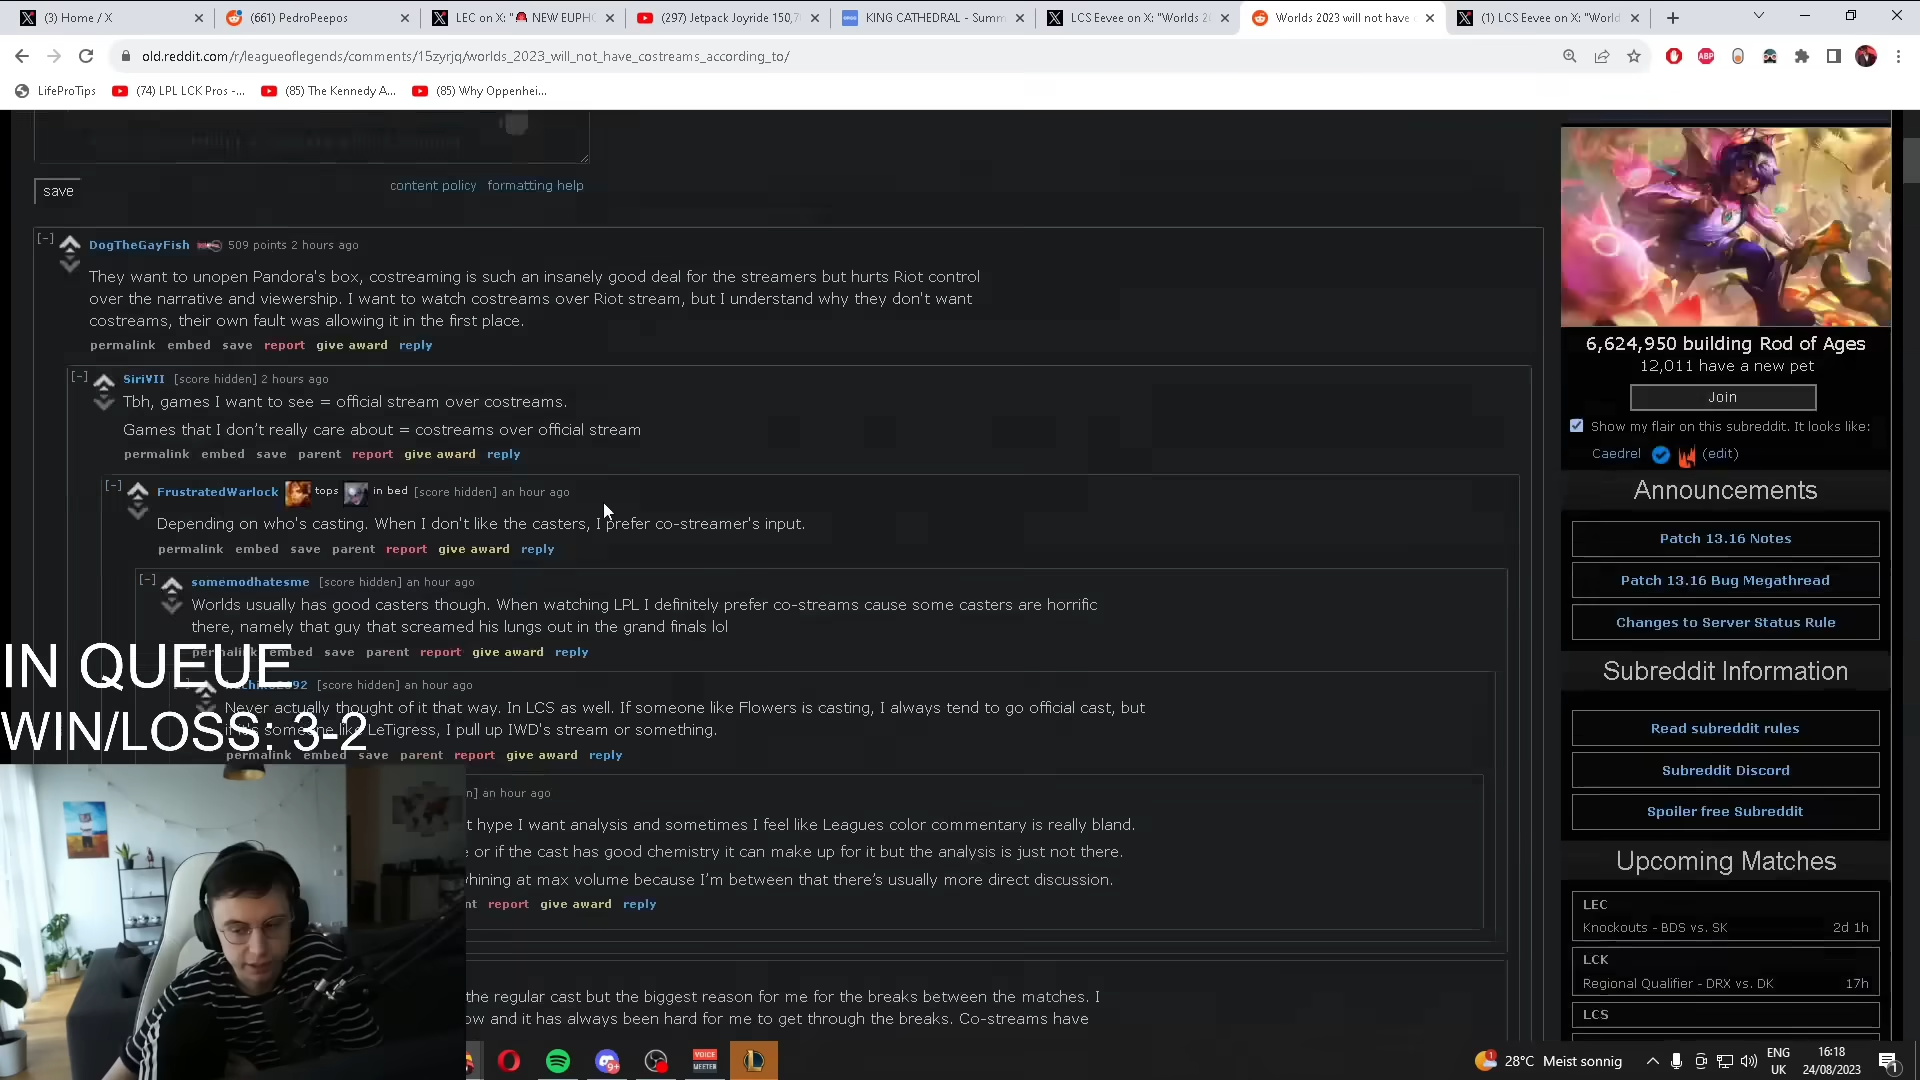 (3) Home / X
(661) PedroPeepos
LEC on X: "
NEW EUPH
(297) Jetpack Joyride 150,7
KING CATHEDRAL - Summ
LCS Eevee on X: "Worlds 2
Worlds 2023 will not have
(1) LCS Eevee on X: "World
old.reddit.com/r/leagueoflegends/comments/15zyrjq/worlds_2023_will_not_have_costreams_according_to/
LifeProTips
(74) LPL LCK Pros -...
(85) The Kennedy A...
(85) Why Oppenhei...
save
content policy formatting help
[-] DogTheGayFish 509 points 2 hours ago
They want to unopen Pandora's box, costreaming is such an insanely good deal for the streamers but hurts Riot control
over the narrative and viewership. I want to watch costreams over Riot stream, but I understand why they don't want
costreams, their own fault was allowing it in the first place.
permalink embed save report give award reply
[-] SiriVII [score hidden] 2 hours ago
Tbh, games I want to see = official stream over costreams.
Games that I don't really care about = costreams over official stream
permalink embed save parent report give award reply
[-] FrustratedWarlock tops in bed [score hidden] an hour ago
Depending on who's casting. When I don't like the casters, I prefer co-streamer's input.
permalink embed save parent report give award reply
[-] somemodhatesme [score hidden] an hour ago
Worlds usually has good casters though. When watching LPL I definitely prefer co-streams cause some casters are horrific
there, namely that guy that screamed his lungs out in the grand finals lol
permalink embed save parent report give award reply
[score hidden] an hour ago
Never actually thought of it that way. In LCS as well. If someone like Flowers is casting, I always tend to go official cast, but
if it's someone like LeTigress, I pull up IWD's stream or something.
permalink embed save parent report give award reply
n] an hour ago
t hype I want analysis and sometimes I feel like Leagues color commentary is really bland.
e or if the cast has good chemistry it can make up for it but the analysis is just not there.
whining at max volume because I'm between that there's usually more direct discussion.
nt report give award reply
the regular cast but the biggest reason for me for the breaks between the matches. I
ow and it has always been hard for me to get through the breaks. Co-streams have
IN QUEUE
WIN/LOSS: 3-2
6,624,950 building Rod of Ages
12,011 have a new pet
Join
Show my flair on this subreddit. It looks like:
Caedrel (edit)
Announcements
Patch 13.16 Notes
Patch 13.16 Bug Megathread
Changes to Server Status Rule
Subreddit Information
Read subreddit rules
Subreddit Discord
Spoiler free Subreddit
Upcoming Matches
LEC
Knockouts - BDS vs. SK 2d 1h
LCK
Regional Qualifier - DRX vs. DK 17h
LCS
ABP
VOICE
MEETER
9+
28°C Meist sonnig
ENG
UK
16:18
24/08/2023